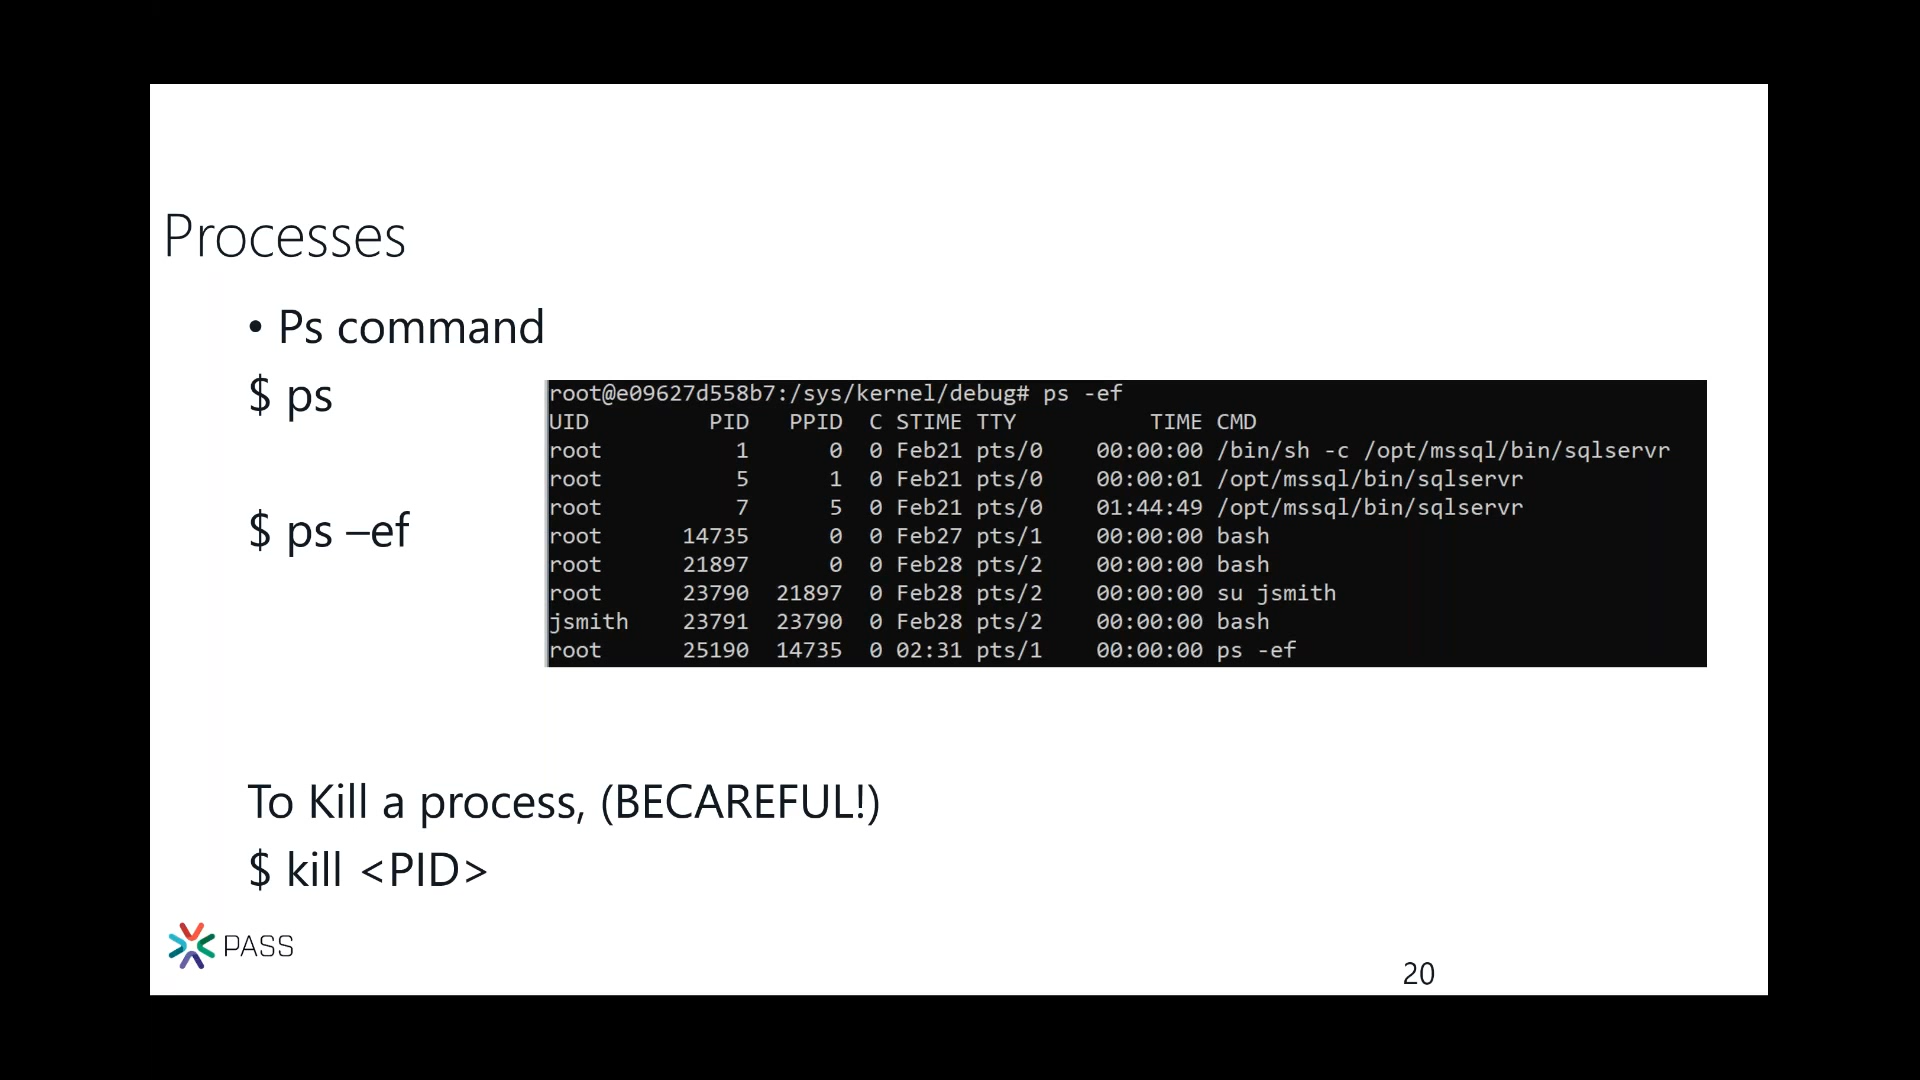 Processes
• Ps command
$ ps
$ ps –ef
root@e09627d558b7:/sys/kernel/debug# ps -ef
UID         PID   PPID  C STIME TTY          TIME CMD
root          1      0  0 Feb21 pts/0    00:00:00 /bin/sh -c /opt/mssql/bin/sqlservr
root          5      1  0 Feb21 pts/0    00:00:01 /opt/mssql/bin/sqlservr
root          7      5  0 Feb21 pts/0    01:44:49 /opt/mssql/bin/sqlservr
root      14735      0  0 Feb27 pts/1    00:00:00 bash
root      21897      0  0 Feb28 pts/2    00:00:00 bash
root      23790  21897  0 Feb28 pts/2    00:00:00 su jsmith
jsmith    23791  23790  0 Feb28 pts/2    00:00:00 bash
root      25190  14735  0 02:31 pts/1    00:00:00 ps -ef
To Kill a process, (BECAREFUL!)
$ kill <PID>
PASS
20